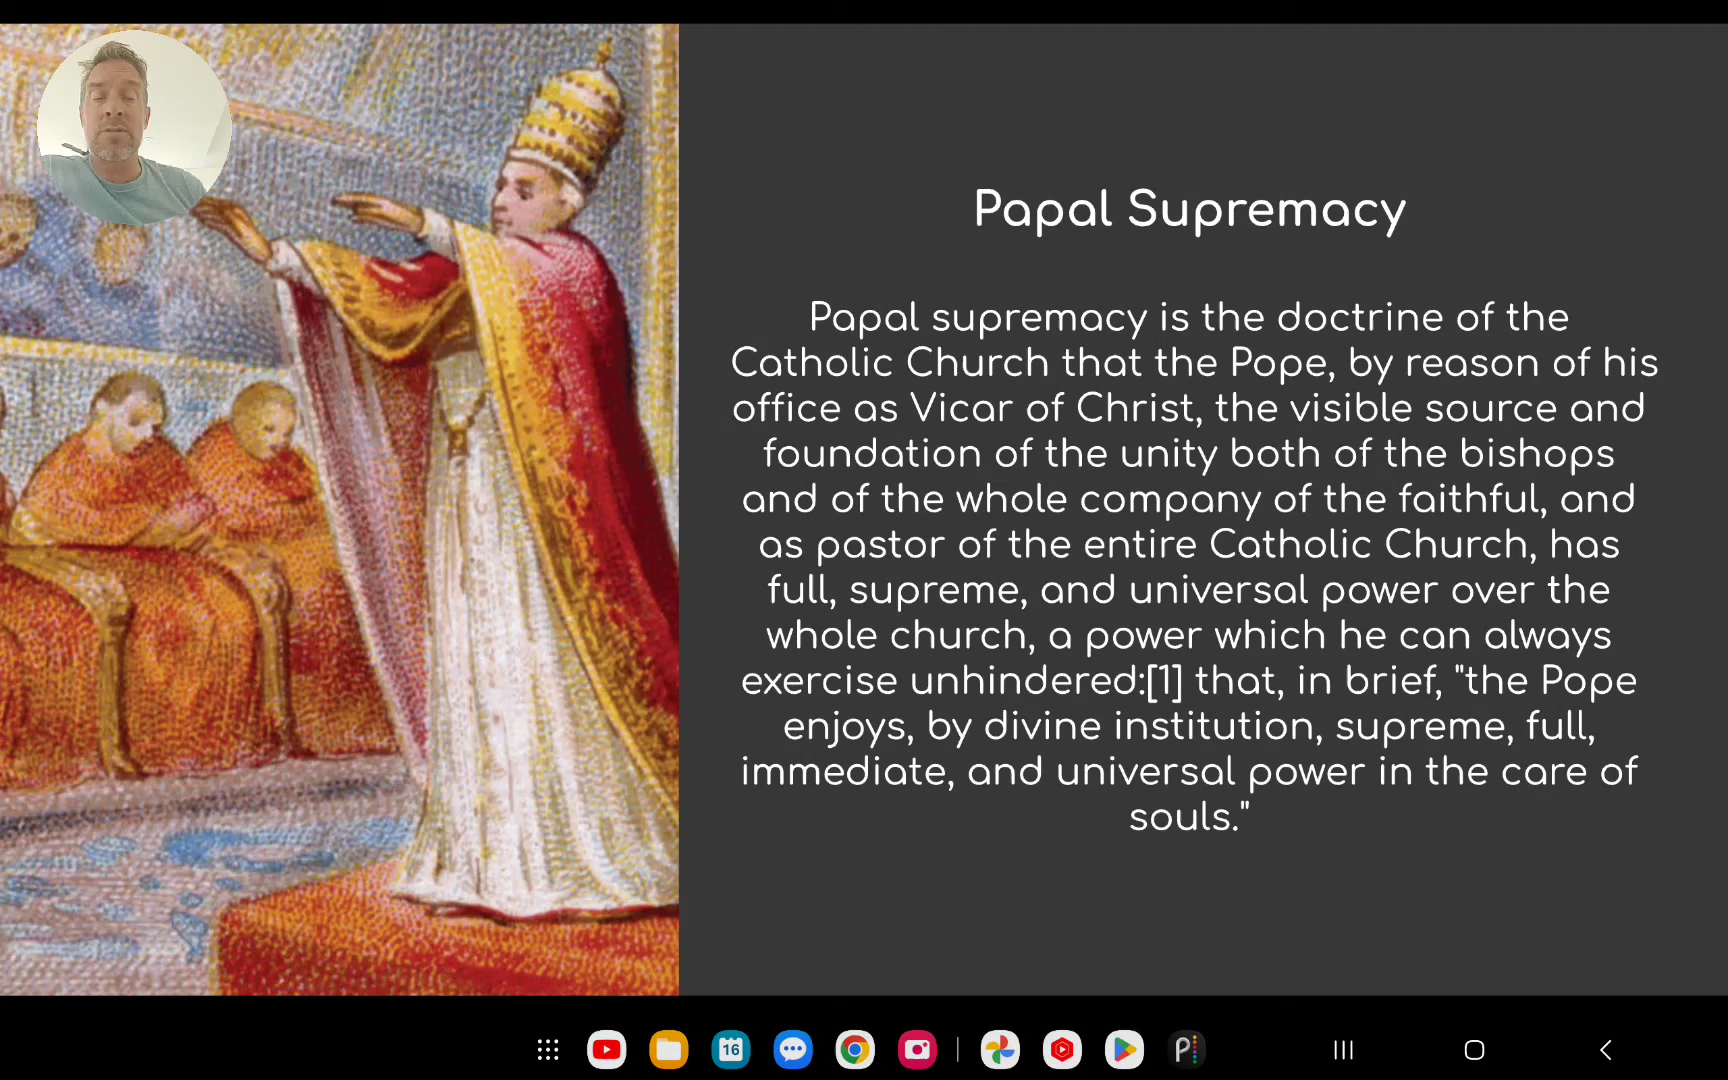 Papal Supremacy
Papal supremacy is the doctrine of the
Catholic Church that the Pope, by reason of his
office as Vicar of Christ, the visible source and
foundation of the unity both of the bishops
and of the whole company of the faithful, and
as pastor of the entire Catholic Church, has
full, supreme, and universal power over the
whole church, a power which he can always
exercise unhindered:[1] that, in brief, "the Pope
enjoys, by divine institution, supreme, full,
immediate, and universal power in the care of
souls."
16